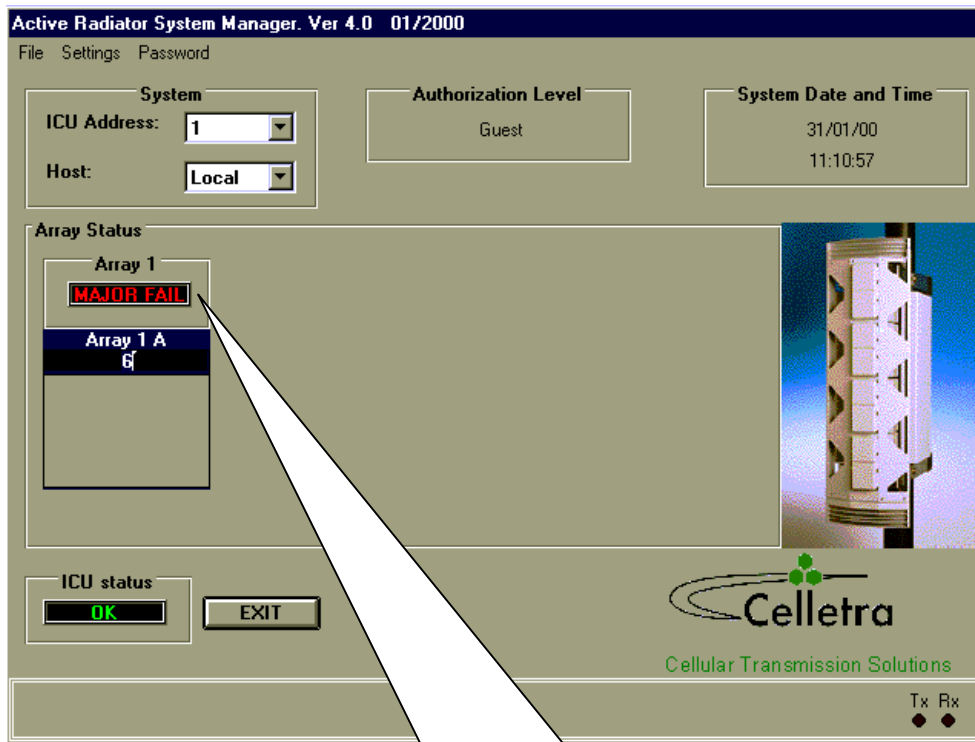 Active Radiator System Manager. Ver 4.0 01/2000
File Settings Password
System
ICU Address: 1
Host: Local
Authorization Level
Guest
System Date and Time
31/01/00
11:10:57
Array Status
Array 1
MAJOR FAIL
Array 1 A
6
ICU status
OK
EXIT
Celletra
Cellular Transmission Solutions
Tx Rx